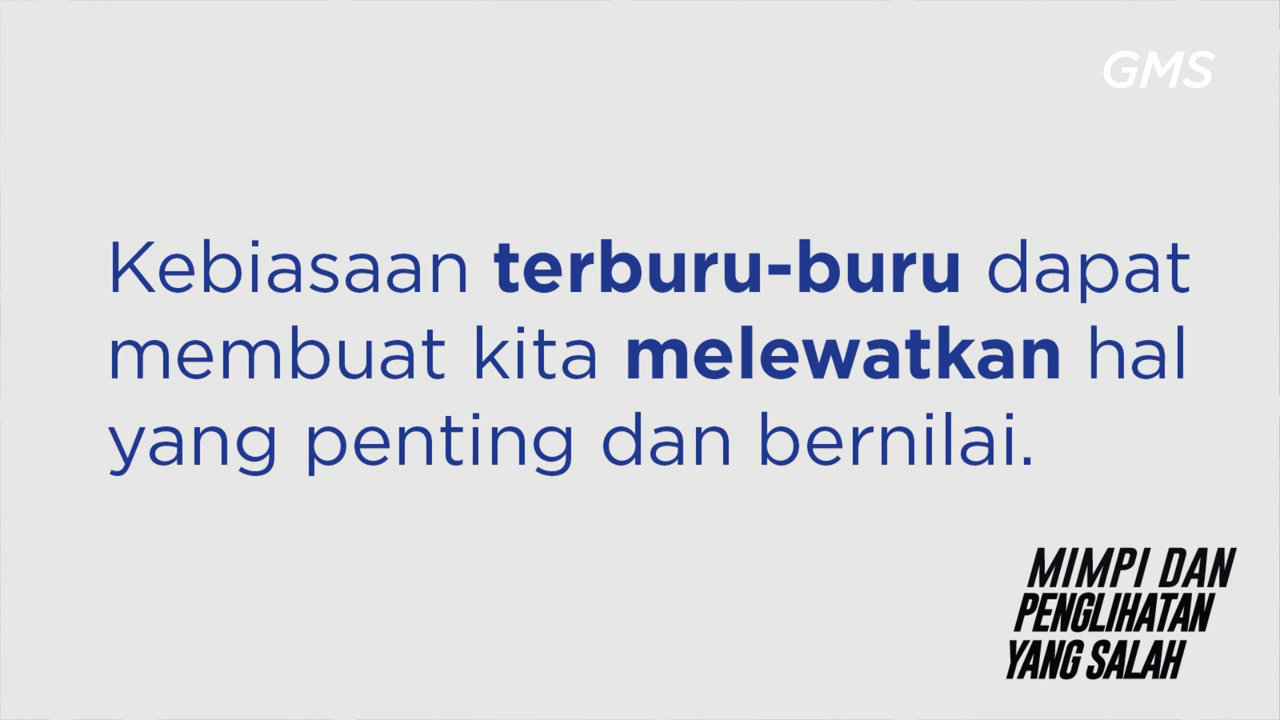 GMS
Kebiasaan terburu-buru dapat
membuat kita melewatkan hal
yang penting dan bernilai.
MIMPI DAN
PENGLIHATAN
YANG SALAH